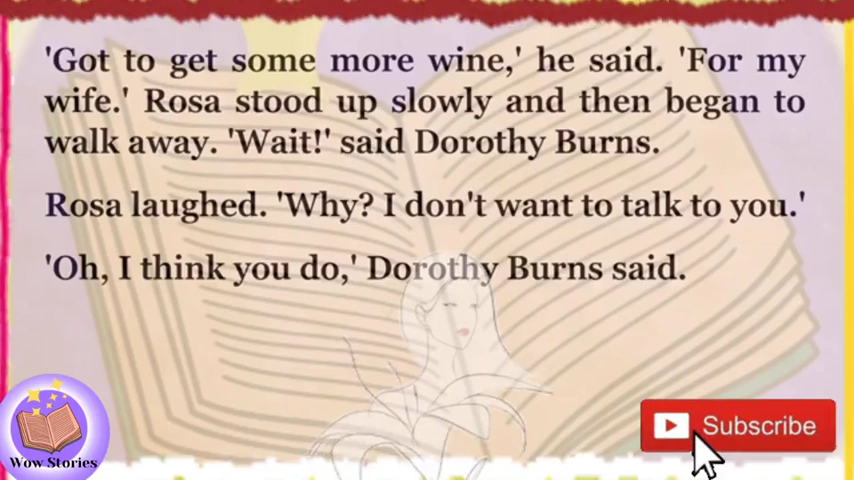 'Got to get some more wine,' he said. 'For my
wife.' Rosa stood up slowly and then began to
walk away. 'Wait!' said Dorothy Burns.
Rosa laughed. 'Why? I don't want to talk to you.'
'Oh, I think you do,' Dorothy Burns said.
Subscribe
Wow Stories